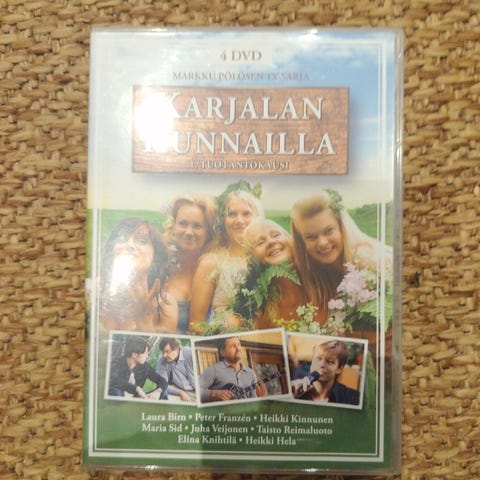 4 DVD
MARKKU PÖLÖSEN TV SARJA
KARJALAN
KUNNAILLA
1. TUOTANTOKAUSI
Laura Birn • Peter Franzén • Heikki Kinnunen
Maria Sid • Juha Veijonen • Taisto Reimaluoto
Elina Knihtilä • Heikki Hela